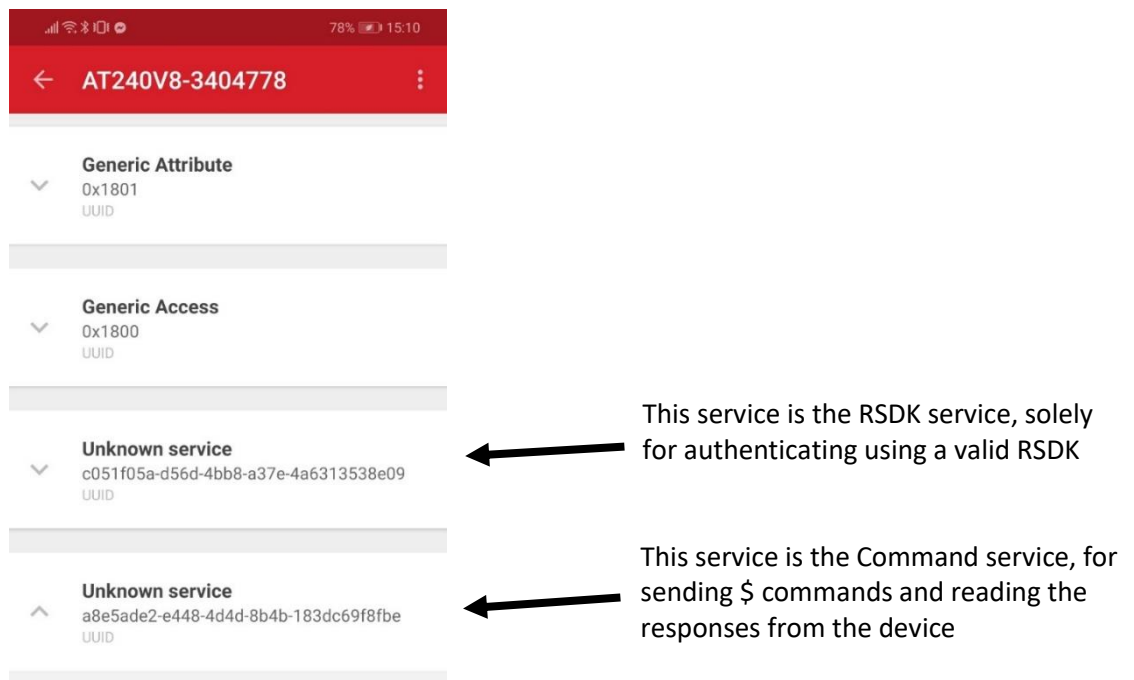 78% 15:10
AT240V8-3404778
Generic Attribute
0x1801
UUID
Generic Access
0x1800
UUID
Unknown service
c051f05a-d56d-4bb8-a37e-4a6313538e09
UUID
This service is the RSDK service, solely
for authenticating using a valid RSDK
Unknown service
a8e5ade2-e448-4d4d-8b4b-183dc69f8fbe
UUID
This service is the Command service, for
sending $ commands and reading the
responses from the device